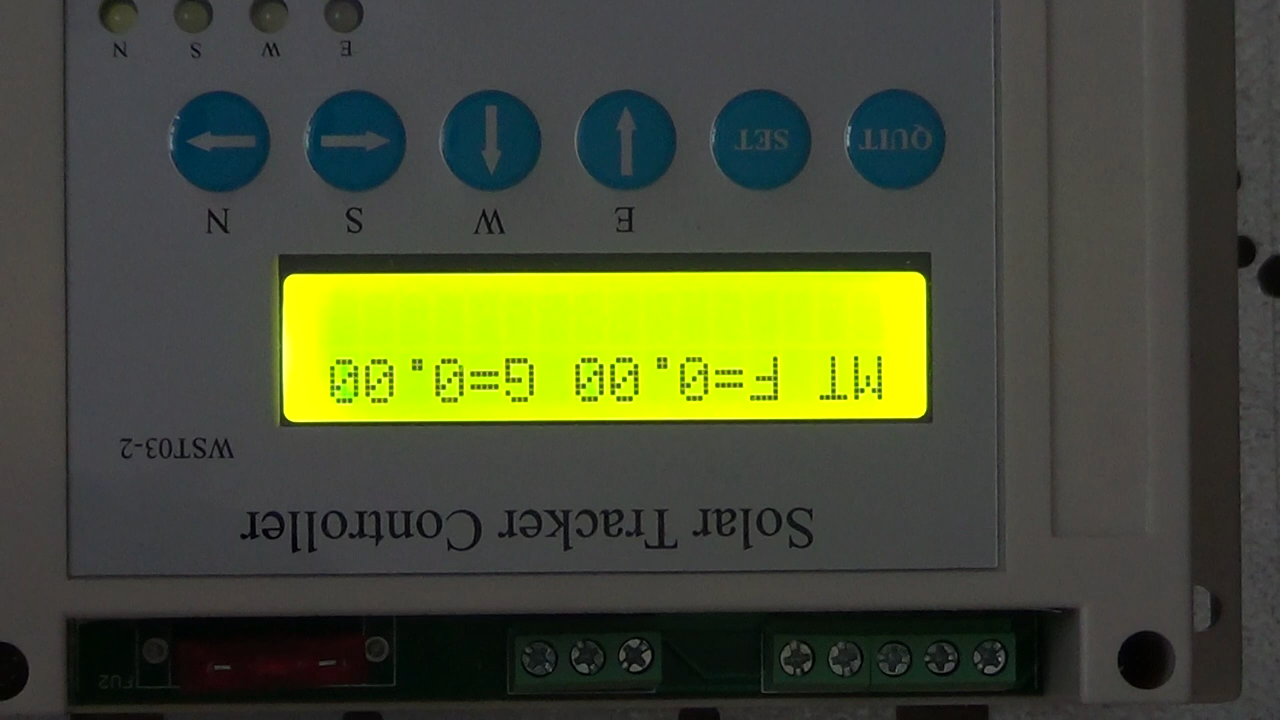 FU2
Solar Tracker Controller
WST03-2
MT F=0.00 G=0.00
E W S N
QUIT SET
E W S N